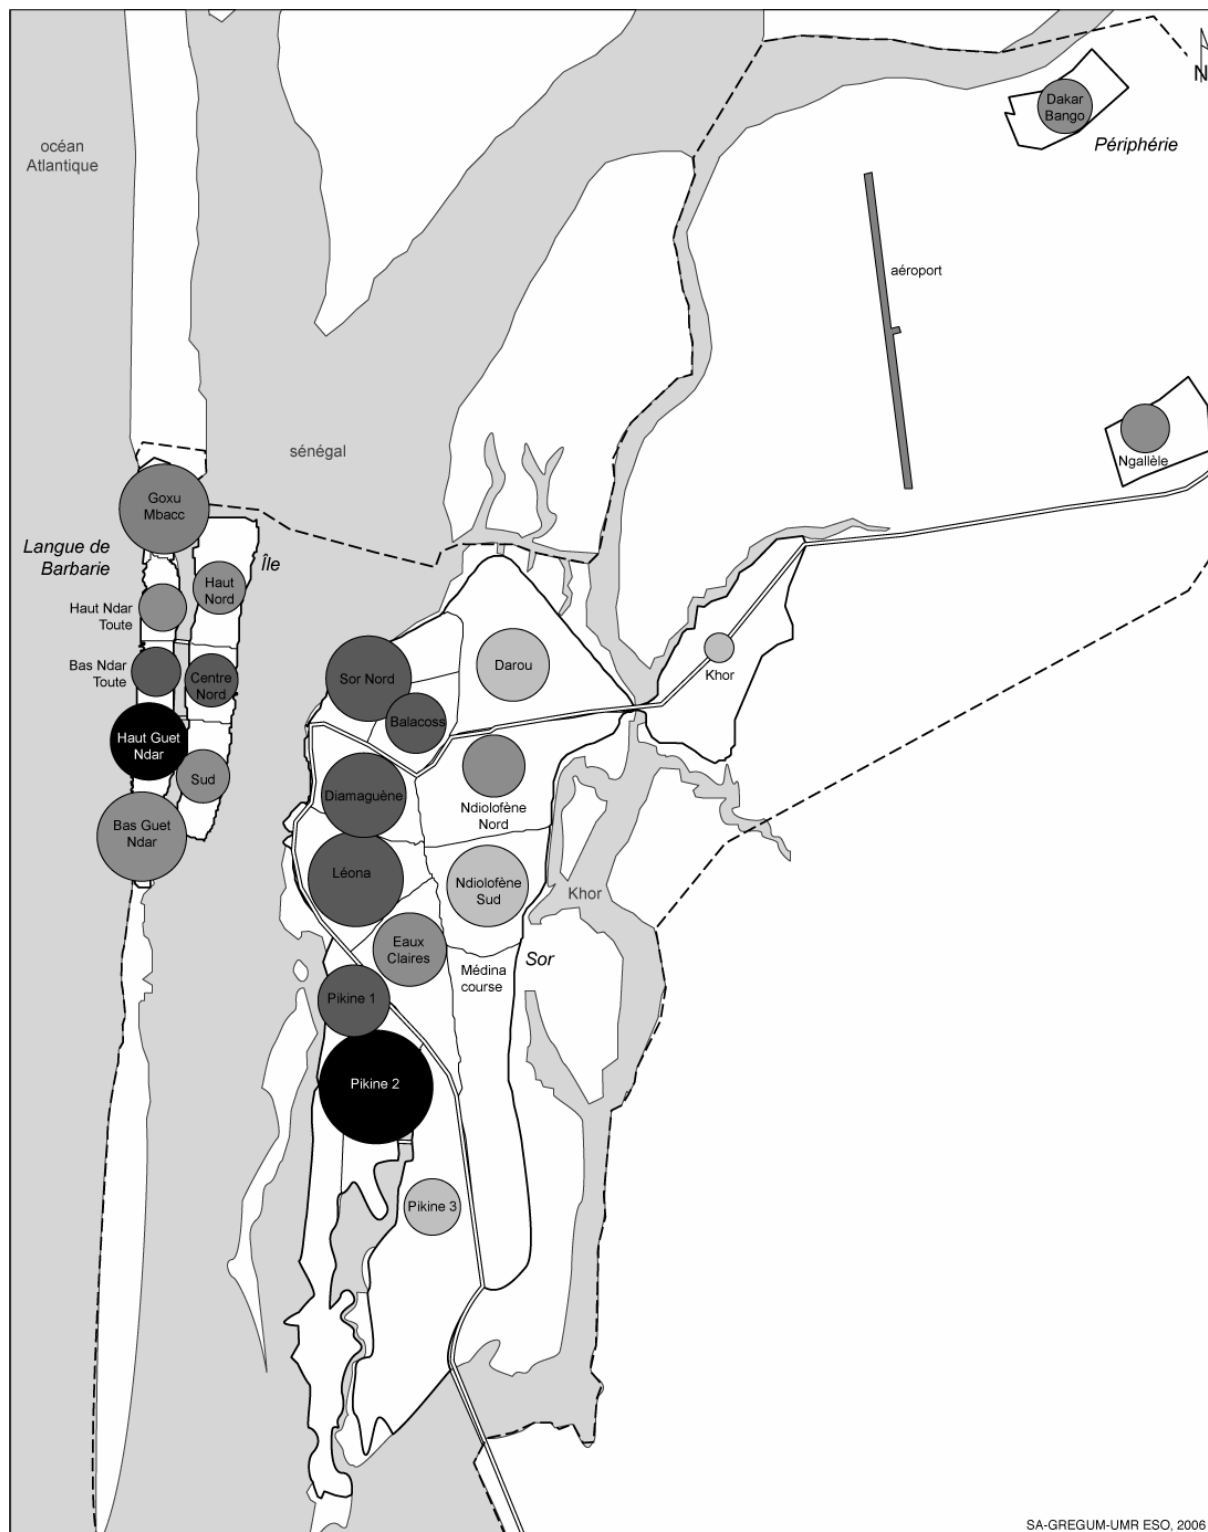 N
Dakar
Bango
océan
Atlantique
Périphérie
aéroport
sénégal
Ngallèle
Goxu
Mbacc
Langue de
Barbarie
Île
Haut
Nord
Haut Ndar
Toute
Bas Ndar
Toute
Centre
Nord
Sor Nord
Darou
Khor
Balacoss
Haut Guet
Ndar
Sud
Ndiolofène
Nord
Diamaguène
Bas Guet
Ndar
Léona
Ndiolofène
Sud
Khor
Eaux
Claires
Sor
Médina
course
Pikine 1
Pikine 2
Pikine 3
SA-GREGUM-UMR ESO, 2006